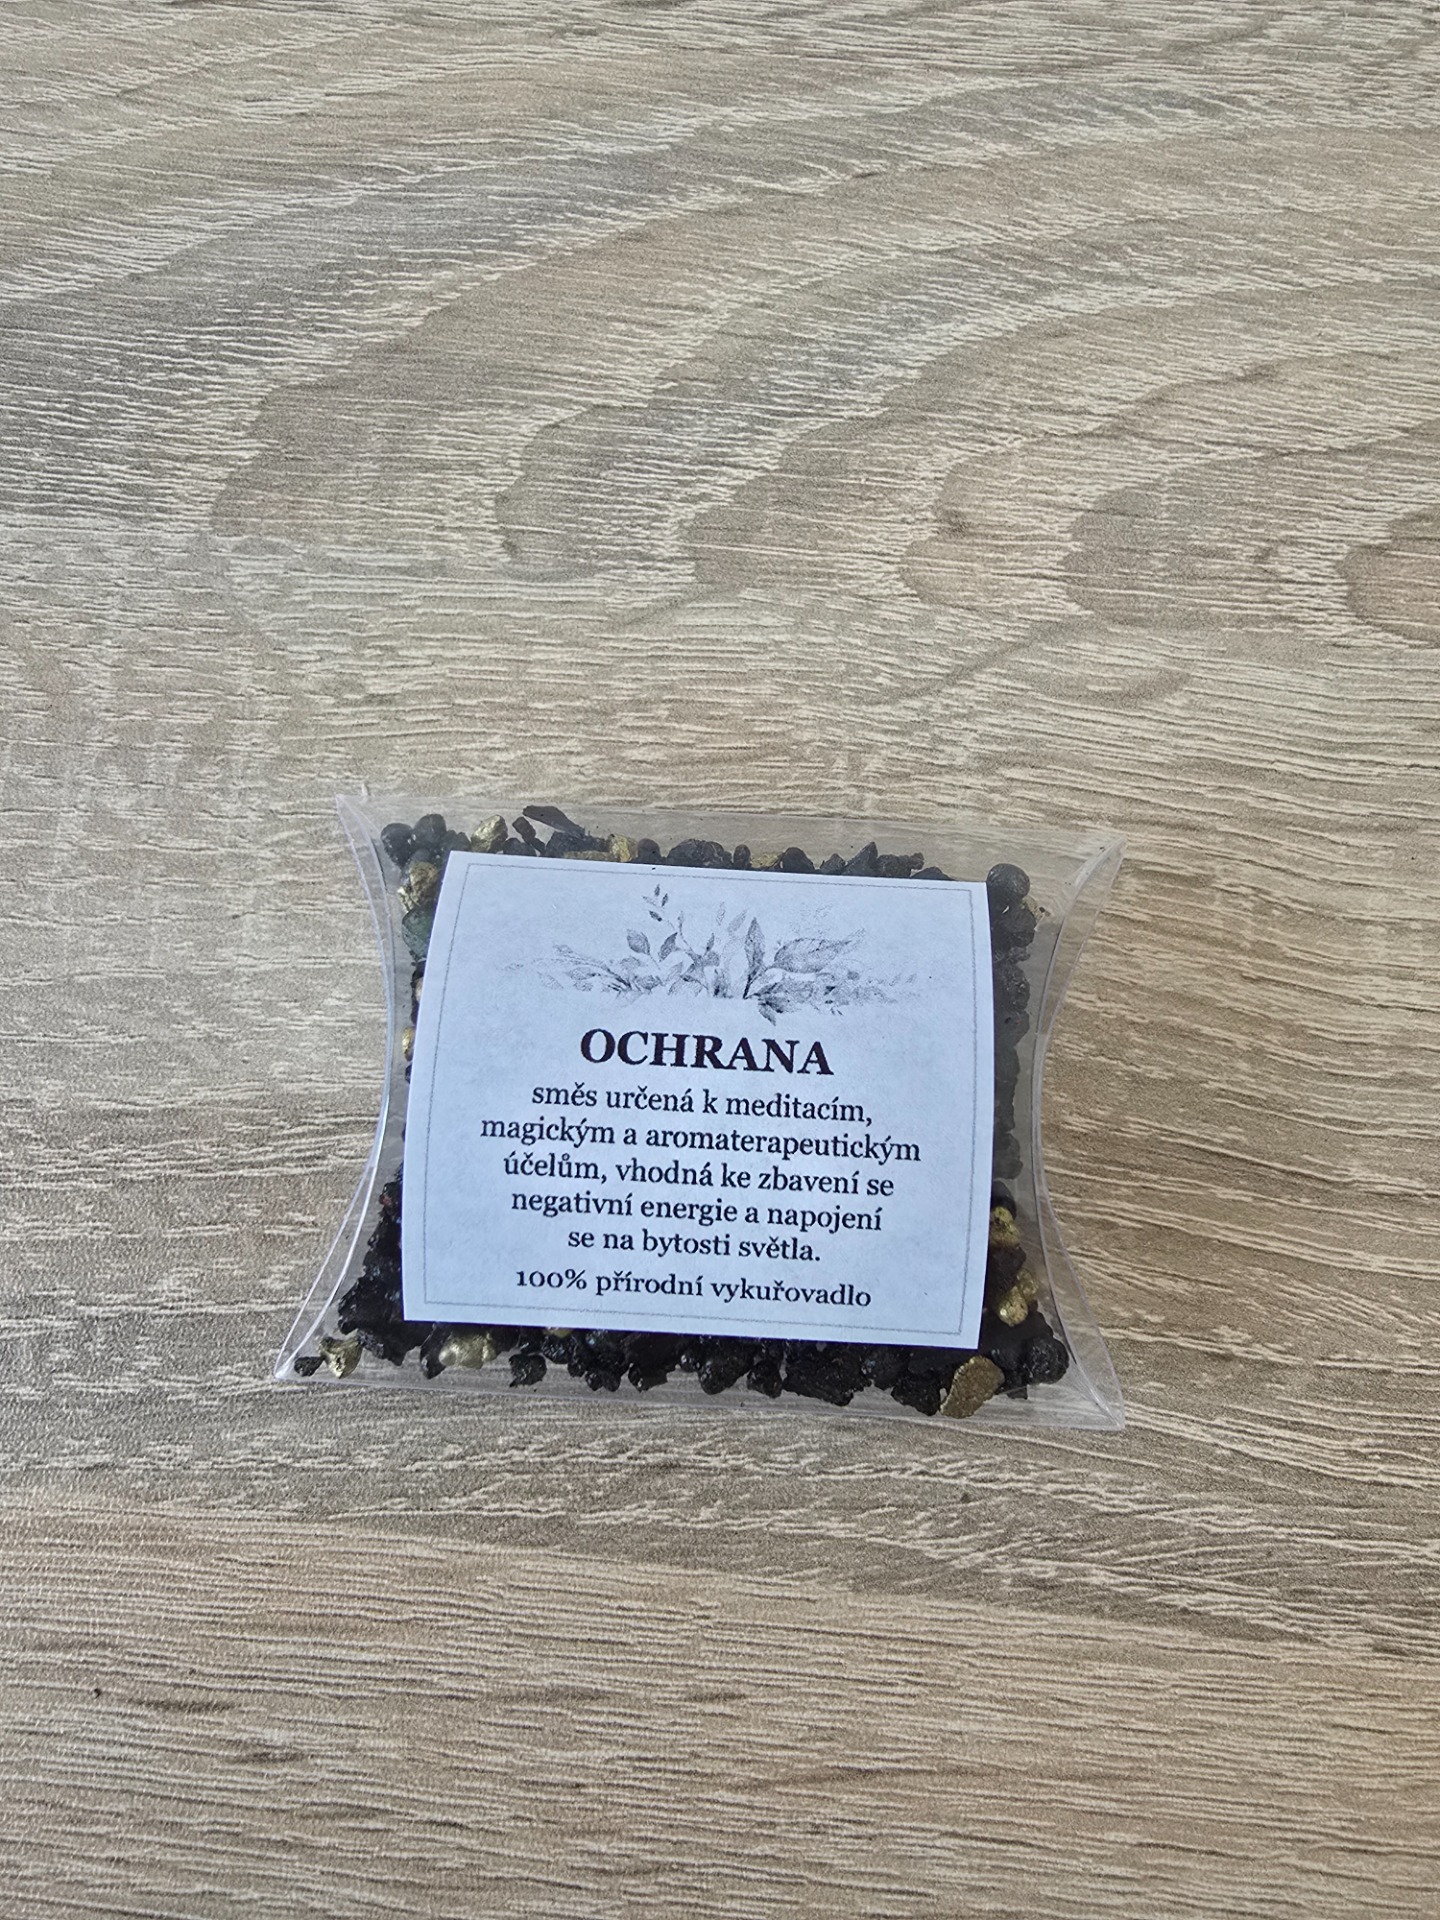 OCHRANA
směs určená k meditacím,
magickým a aromaterapeutickým
účelům, vhodná ke zbavení se
negativní energie a napojení
se na bytosti světla.
100% přírodní vykuřovadlo